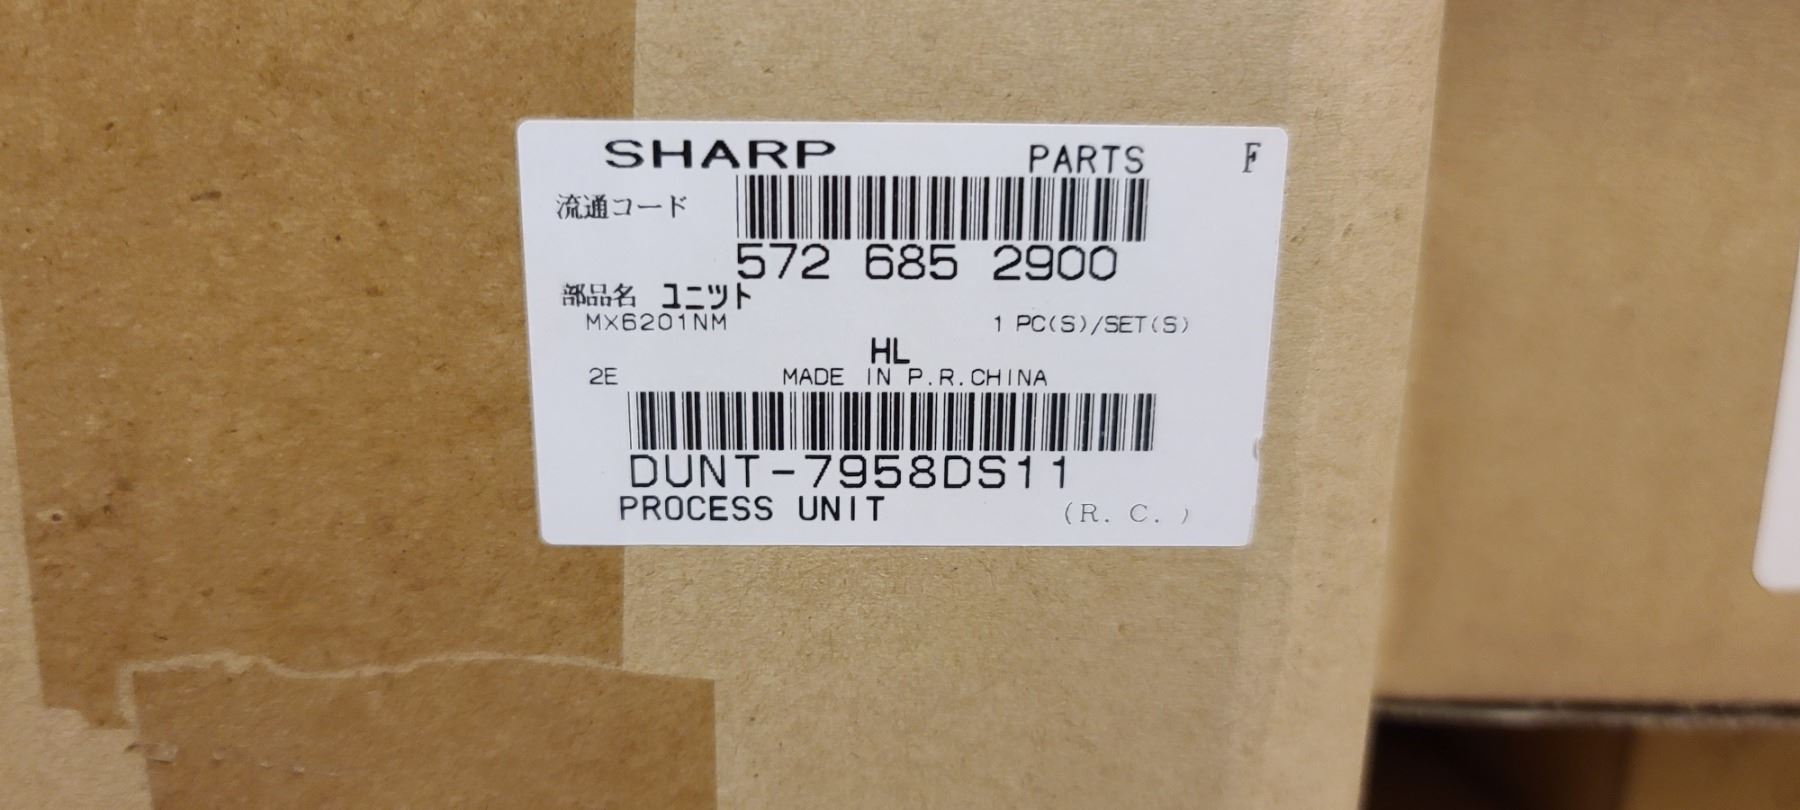 SHARP PARTS F
流通コード
572 685 2900
部品名 ユニット
MX6201NM 1 PC(S)/SET(S)
HL
2E MADE IN P.R.CHINA
DUNT-7958DS11
PROCESS UNIT (R. C. )